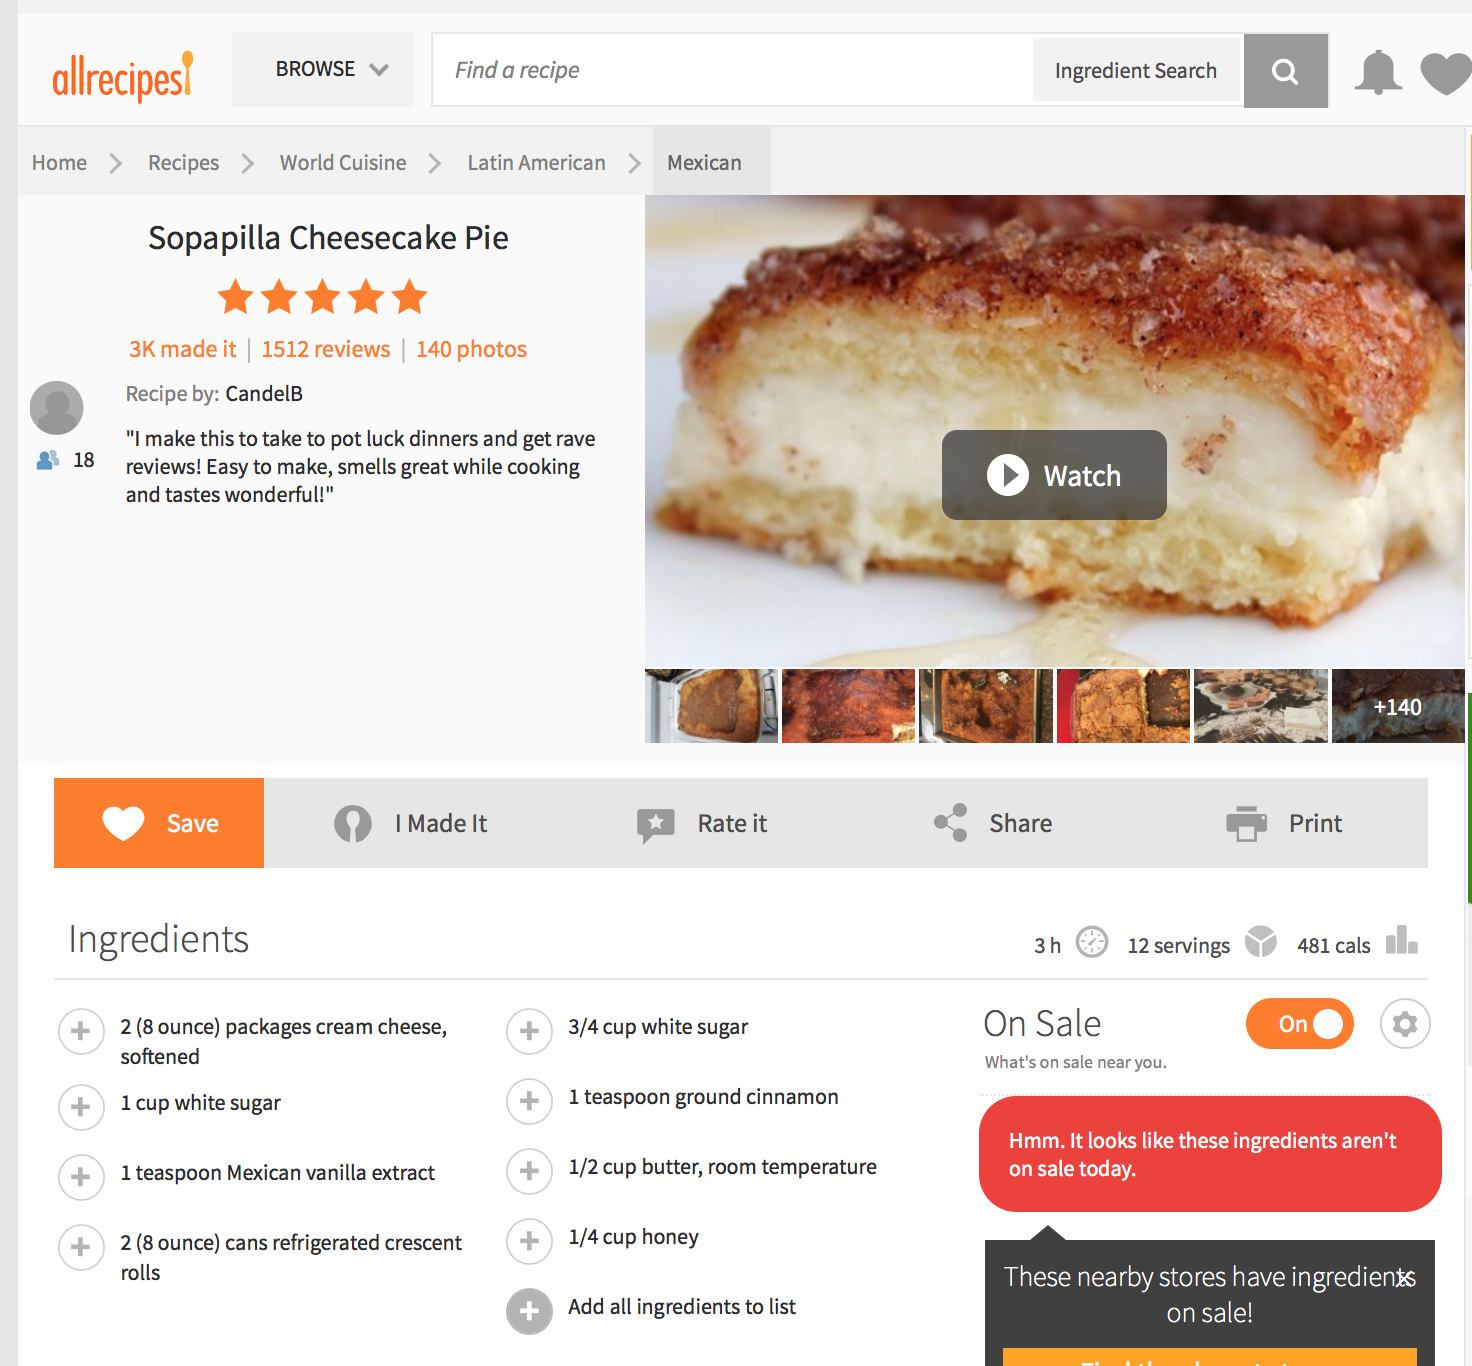 allrecipes
BROWSE
Find a recipe
Ingredient Search
Home
Recipes
World Cuisine
Latin American
Mexican
Sopapilla Cheesecake Pie
3K made it | 1512 reviews | 140 photos
Recipe by: CandelB
18
"I make this to take to pot luck dinners and get rave
reviews! Easy to make, smells great while cooking
and tastes wonderful!"
Watch
+140
Save
I Made It
Rate it
Share
Print
Ingredients
3 h
12 servings
481 cals
2 (8 ounce) packages cream cheese,
softened
1 cup white sugar
1 teaspoon Mexican vanilla extract
2 (8 ounce) cans refrigerated crescent
rolls
3/4 cup white sugar
1 teaspoon ground cinnamon
1/2 cup butter, room temperature
1/4 cup honey
Add all ingredients to list
On Sale
On
What's on sale near you.
Hmm. It looks like these ingredients aren't
on sale today.
These nearby stores have ingredients
on sale!